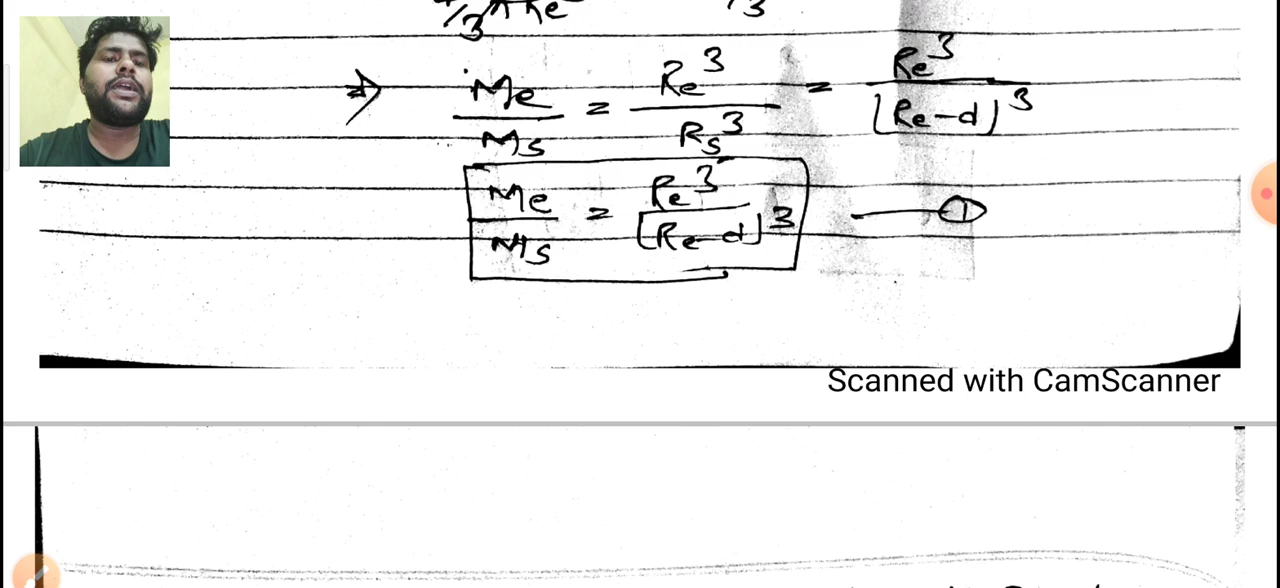 ⇒ Me/Ms = Re³/Rs³ = Re³/[Re-d)³
Me/Ms = Re³/[Re-d]³ — ①
Scanned with CamScanner